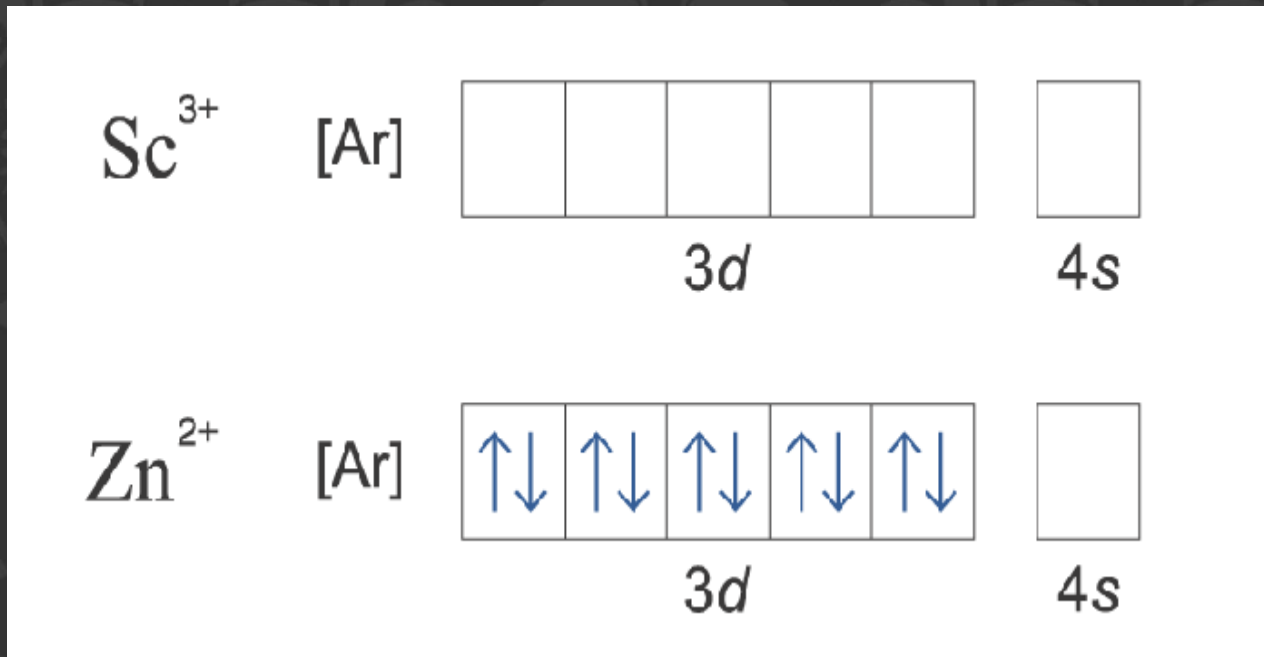 Sc³⁺ [Ar]
3d 4s
Zn²⁺ [Ar] ↑↓ ↑↓ ↑↓ ↑↓ ↑↓
3d 4s